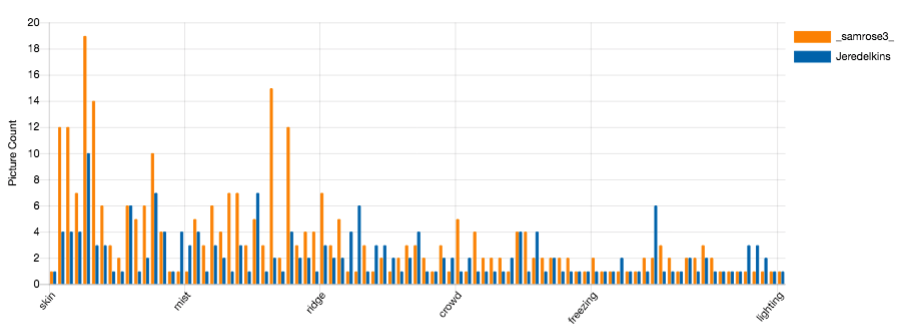 20
18
16
14
12
10
8
6
4
2
0
Picture Count
skin
mist
ridge
crowd
freezing
lighting
_samrose3_
Jeredelkins